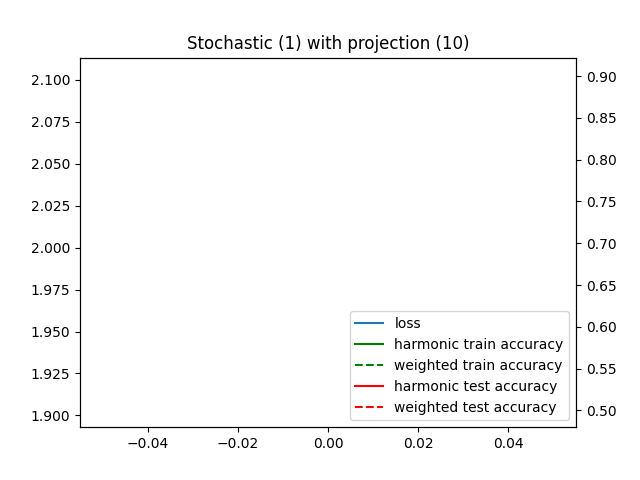 Stochastic (1) with projection (10)
2.100
2.075
2.050
2.025
2.000
1.975
1.950
1.925
1.900
0.90
0.85
0.80
0.75
0.70
0.65
0.60
0.55
0.50
loss
harmonic train accuracy
weighted train accuracy
harmonic test accuracy
weighted test accuracy
−0.04 −0.02 0.00 0.02 0.04